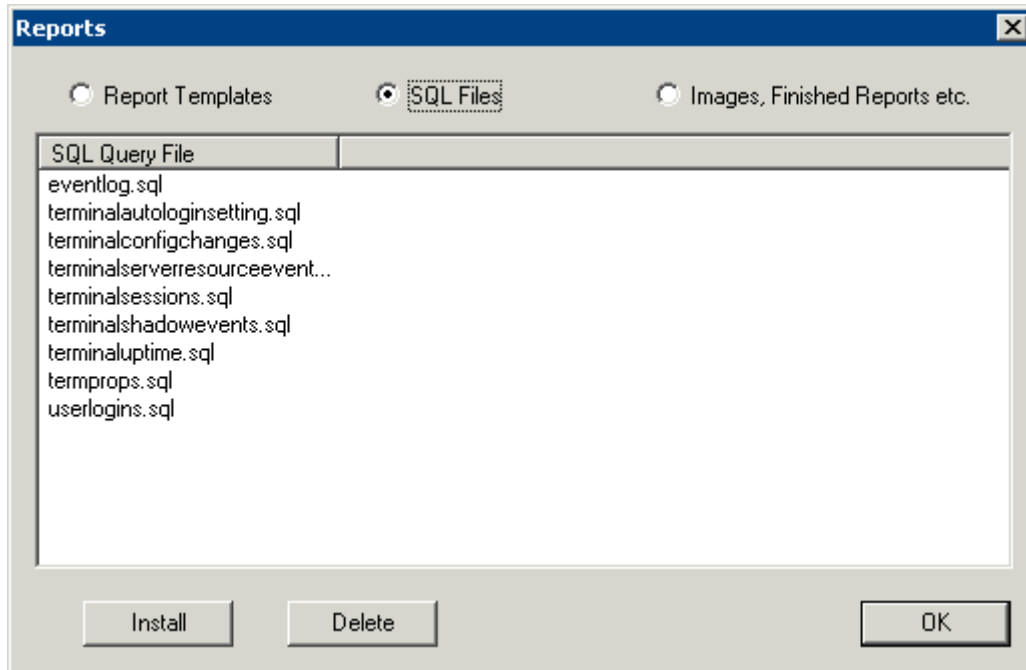 Reports
Report Templates SQL Files Images, Finished Reports etc.
SQL Query File
eventlog.sql
terminalautologinsetting.sql
terminalconfigchanges.sql
terminalserverresourceevent...
terminalsessions.sql
terminalshadowevents.sql
terminaluptime.sql
termprops.sql
userlogins.sql
Install Delete OK